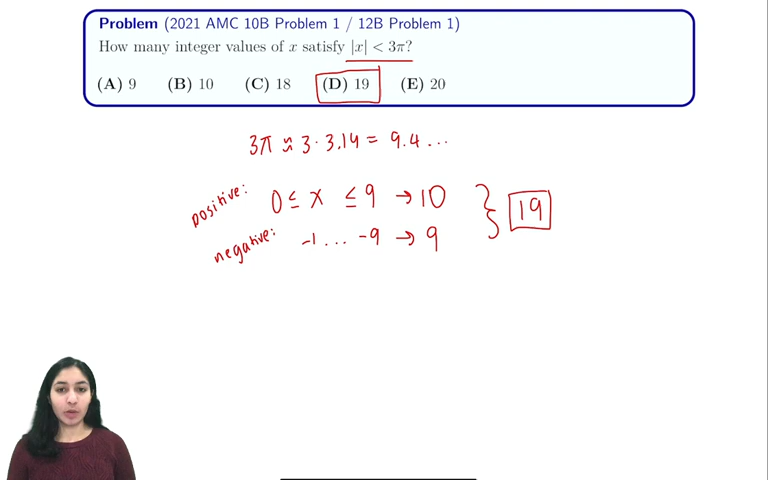 Problem (2021 AMC 10B Problem 1 / 12B Problem 1)
How many integer values of x satisfy |x| < 3π?
(A) 9 (B) 10 (C) 18 (D) 19 (E) 20
3π ≈ 3 · 3.14 = 9.4...
positive: 0 ≤ x ≤ 9 → 10
negative: -1 ... -9 → 9
} 19